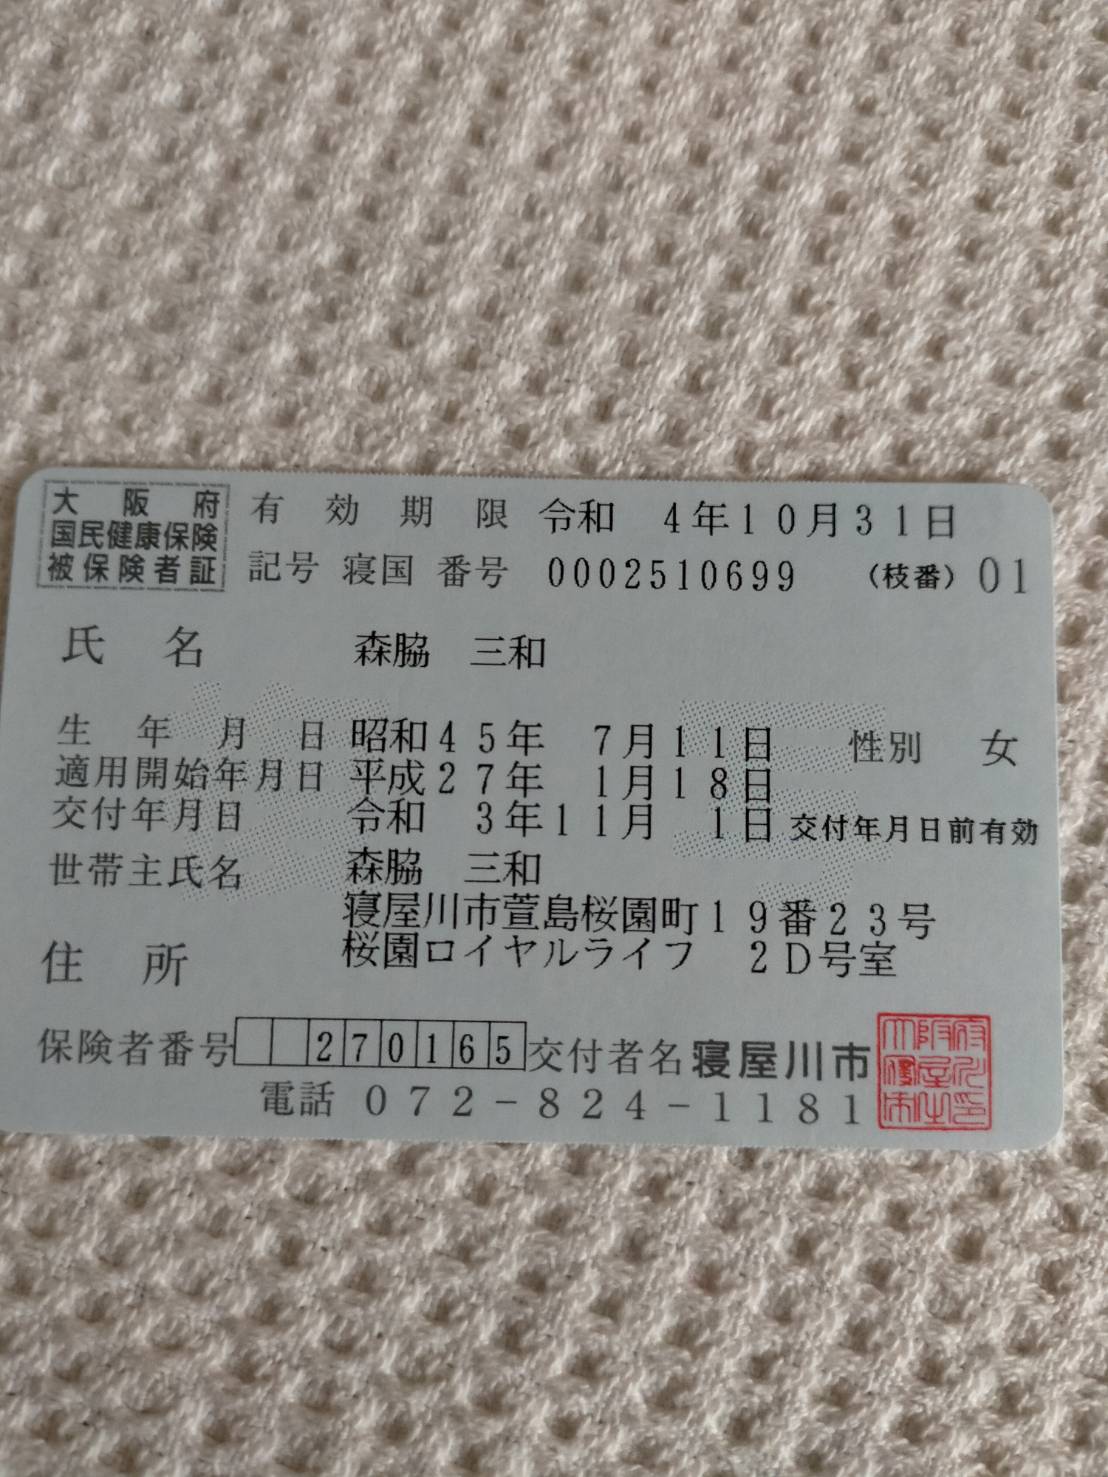 大阪府
国民健康保険
被保険者証
有効期限 令和 4年10月31日
記号 寝国 番号 0002510699 （枝番）01
氏名 森脇 三和
生年月日 昭和45年 7月11日 性別 女
適用開始年月日 平成27年 1月18日
交付年月日 令和 3年11月 1日 交付年月日前有効
世帯主氏名 森脇 三和
寝屋川市萱島桜園町19番23号
住所 桜園ロイヤルライフ 2D号室
保険者番号 270165 交付者名 寝屋川市
電話 072-824-1181